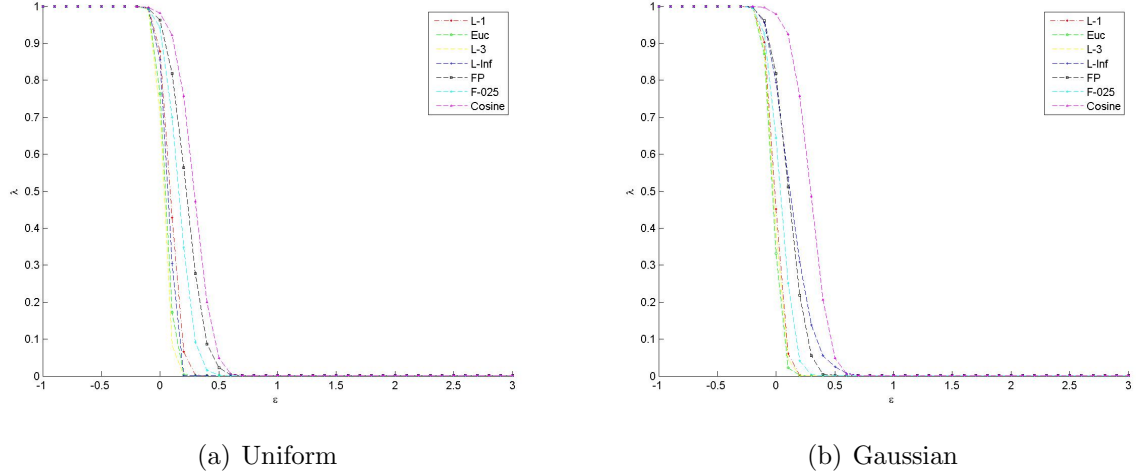 1
0.9
0.8
0.7
0.6
0.5
0.4
0.3
0.2
0.1
0
λ
-1 -0.5 0 0.5 1 1.5 2 2.5 3
ε
L-1
Euc
L-3
L-Inf
FP
F-025
Cosine
(a) Uniform
1
0.9
0.8
0.7
0.6
0.5
0.4
0.3
0.2
0.1
0
λ
-1 -0.5 0 0.5 1 1.5 2 2.5 3
ε
L-1
Euc
L-3
L-Inf
FP
F-025
Cosine
(b) Gaussian